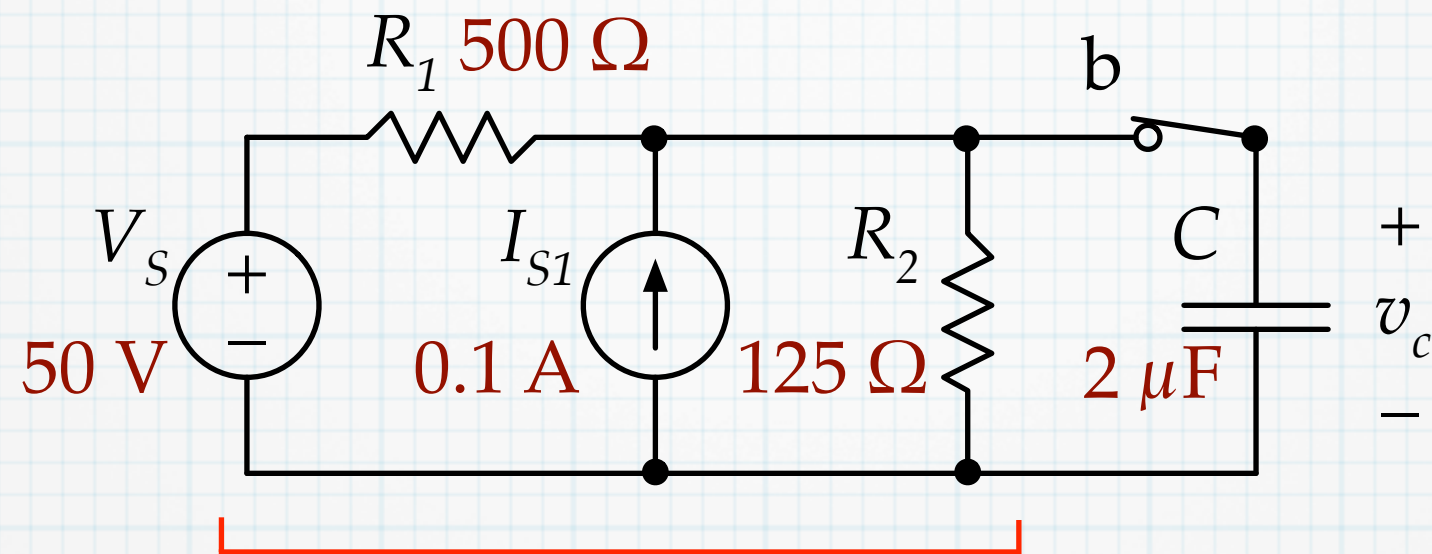 R1 500 Ω
b
VS
+
−
50 V
IS1
0.1 A
R2
125 Ω
C
2 μF
+
vc
−